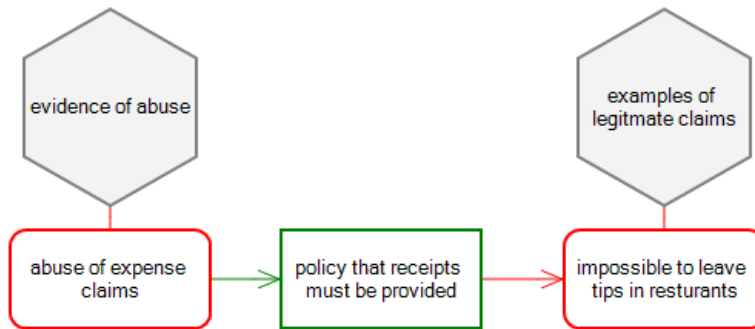 evidence of abuse
examples of
legitmate claims
abuse of expense
claims
policy that receipts
must be provided
impossible to leave
tips in resturants